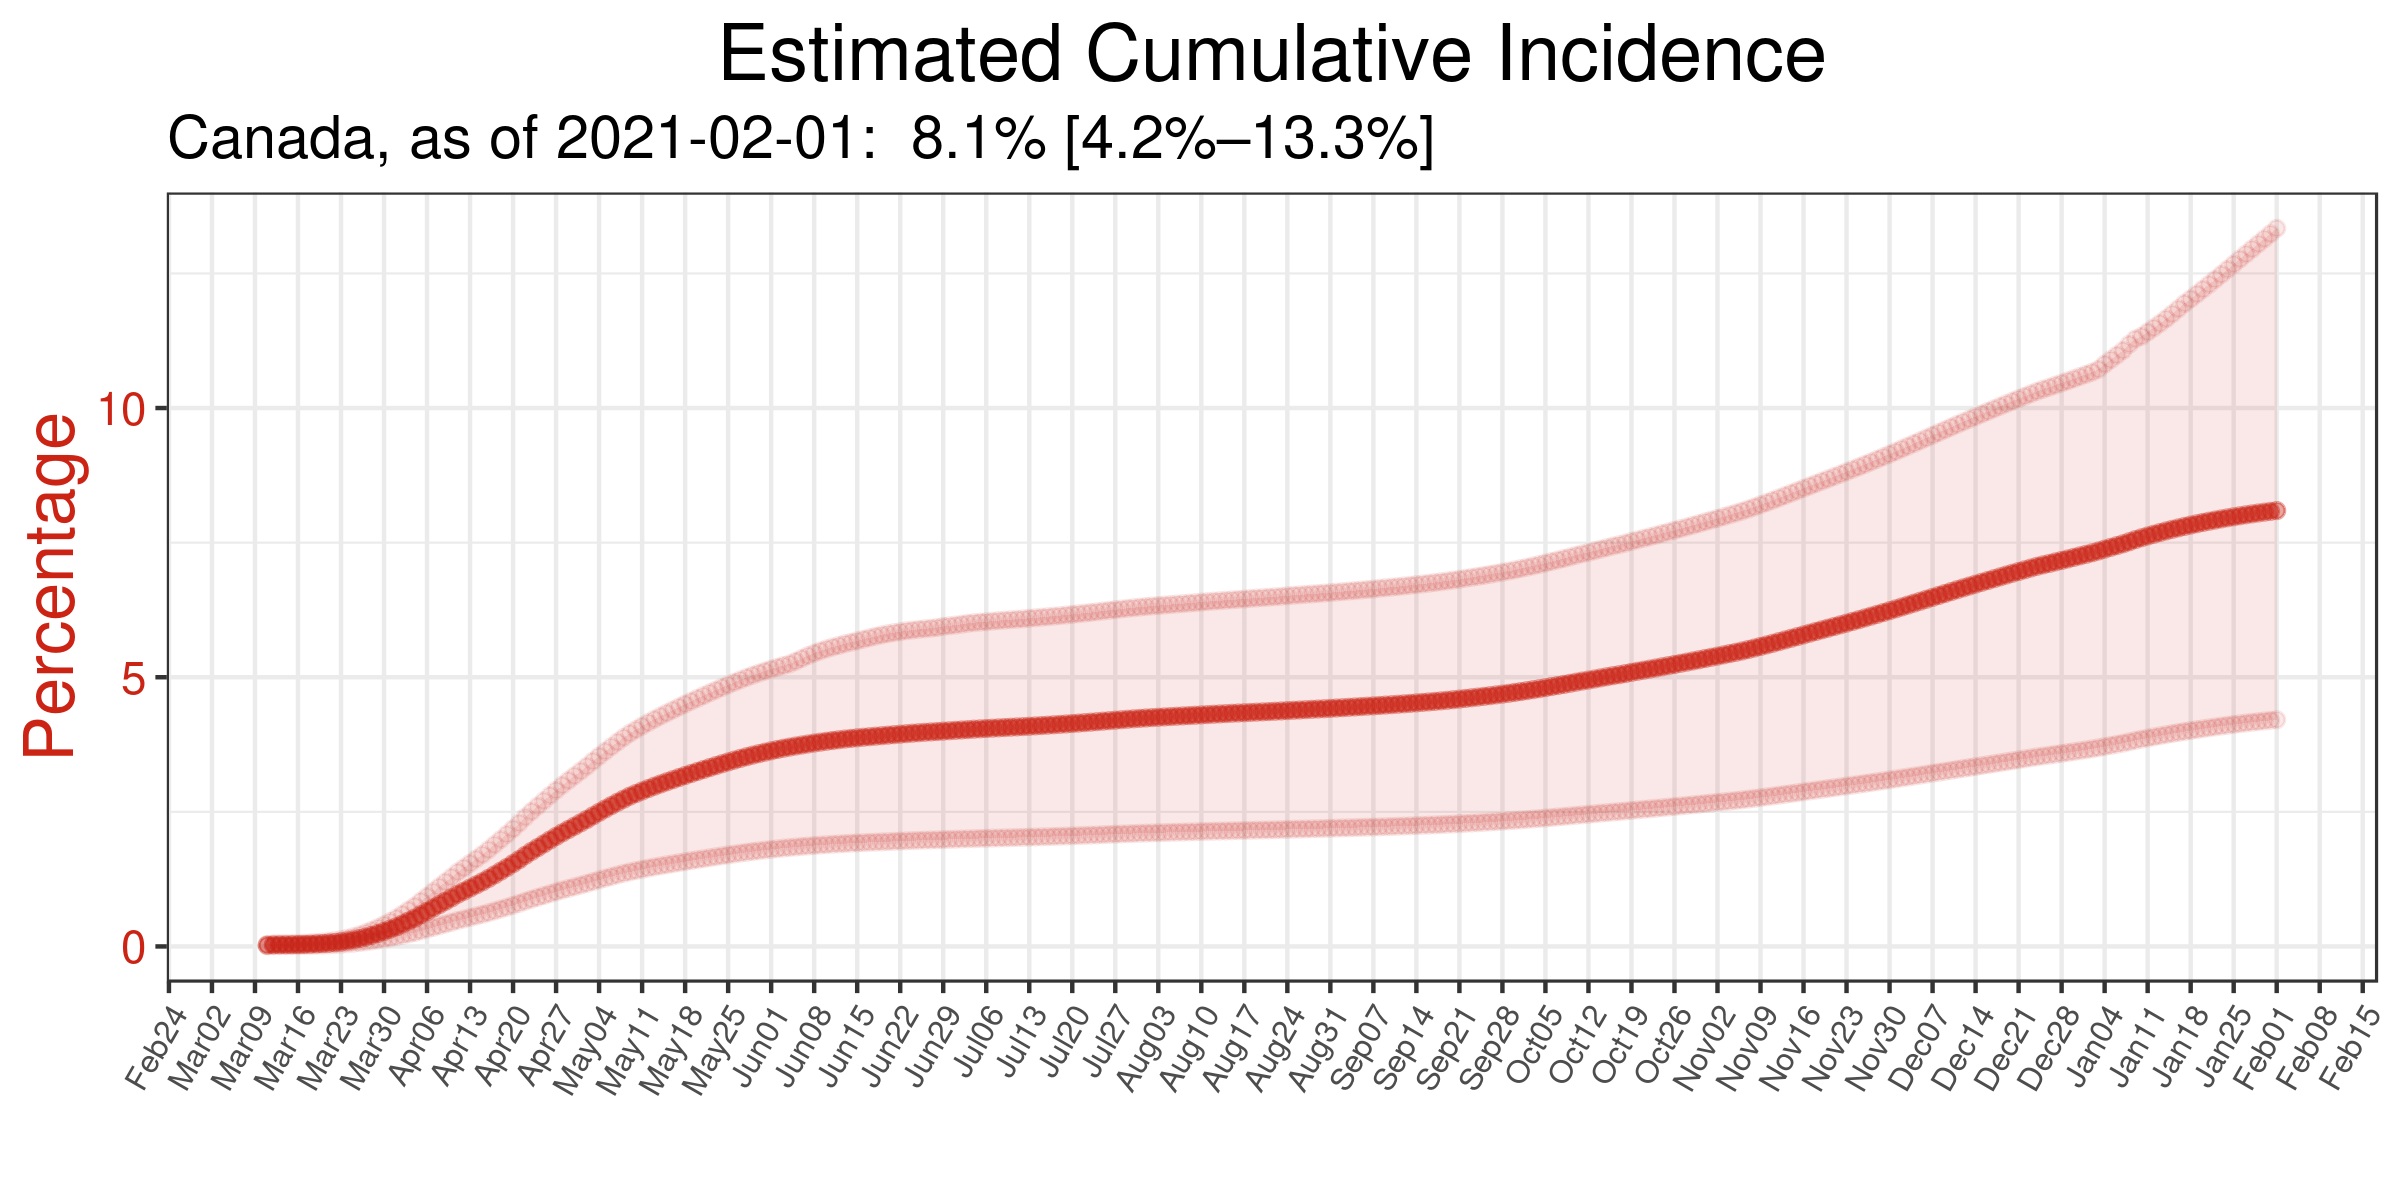 Estimated Cumulative Incidence
Canada, as of 2021-02-01:  8.1% [4.2%–13.3%]
Percentage
10
5
0
Feb24
Mar02
Mar09
Mar16
Mar23
Mar30
Apr06
Apr13
Apr20
Apr27
May04
May11
May18
May25
Jun01
Jun08
Jun15
Jun22
Jun29
Jul06
Jul13
Jul20
Jul27
Aug03
Aug10
Aug17
Aug24
Aug31
Sep07
Sep14
Sep21
Sep28
Oct05
Oct12
Oct19
Oct26
Nov02
Nov09
Nov16
Nov23
Nov30
Dec07
Dec14
Dec21
Dec28
Jan04
Jan11
Jan18
Jan25
Feb01
Feb08
Feb15